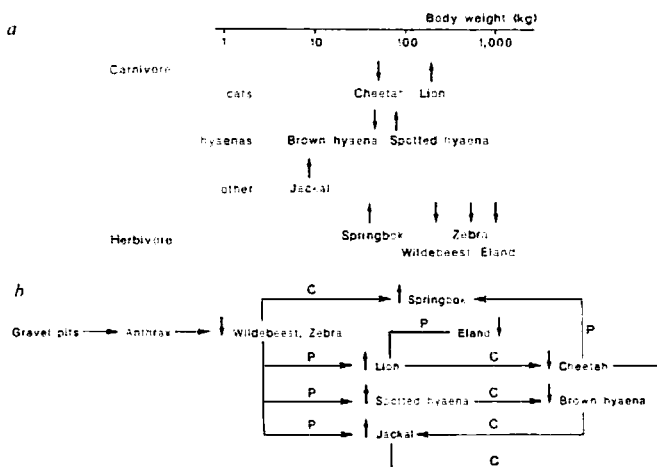 a Body weight (kg)
1 10 100 1,000
Carnivore
cats Cheetah Lion
hyaenas Brown hyaena Spotted hyaena
other Jackal
Herbivore Springbok Zebra
Wildebeest Eland
b C Springbok
P Eland P
Gravel pits Anthrax Wildebeest, Zebra
P Lion C Cheetah
P Spotted hyaena C Brown hyaena
P Jackal C
C